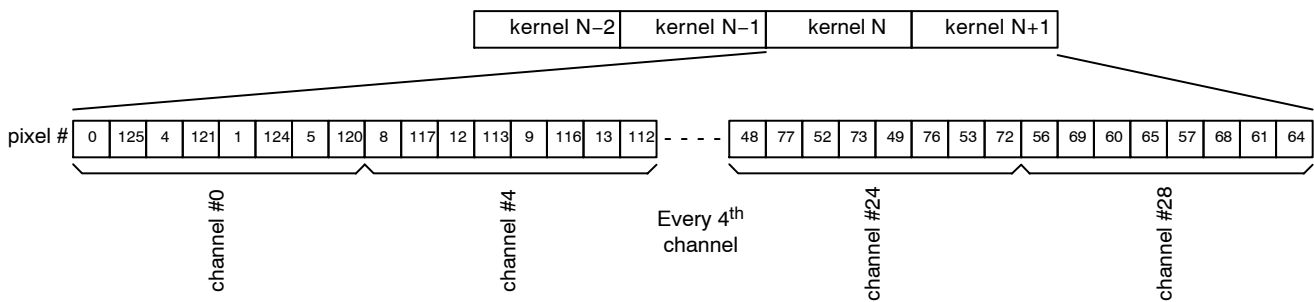 kernel N−2 kernel N−1 kernel N kernel N+1
pixel # 0 125 4 121 1 124 5 120 8 117 12 113 9 116 13 112 - - - - 48 77 52 73 49 76 53 72 56 69 60 65 57 68 61 64
channel #0
channel #4
Every 4th
channel
channel #24
channel #28